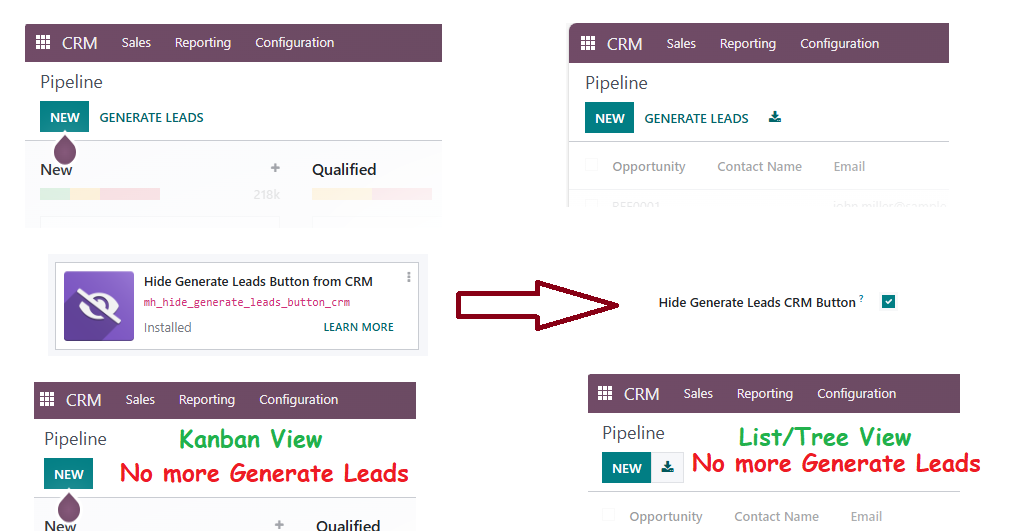 CRM Sales Reporting Configuration
Pipeline
NEW GENERATE LEADS
New + Qualified
218k
CRM Sales Reporting Configuration
Pipeline
NEW GENERATE LEADS
Opportunity Contact Name Email
Hide Generate Leads Button from CRM
mh_hide_generate_leads_button_crm
Installed LEARN MORE
Hide Generate Leads CRM Button ?
CRM Sales Reporting Configuration
Pipeline Kanban View
NEW No more Generate Leads
New + Qualified
CRM Sales Reporting Configuration
Pipeline List/Tree View
NEW No more Generate Leads
Opportunity Contact Name Email